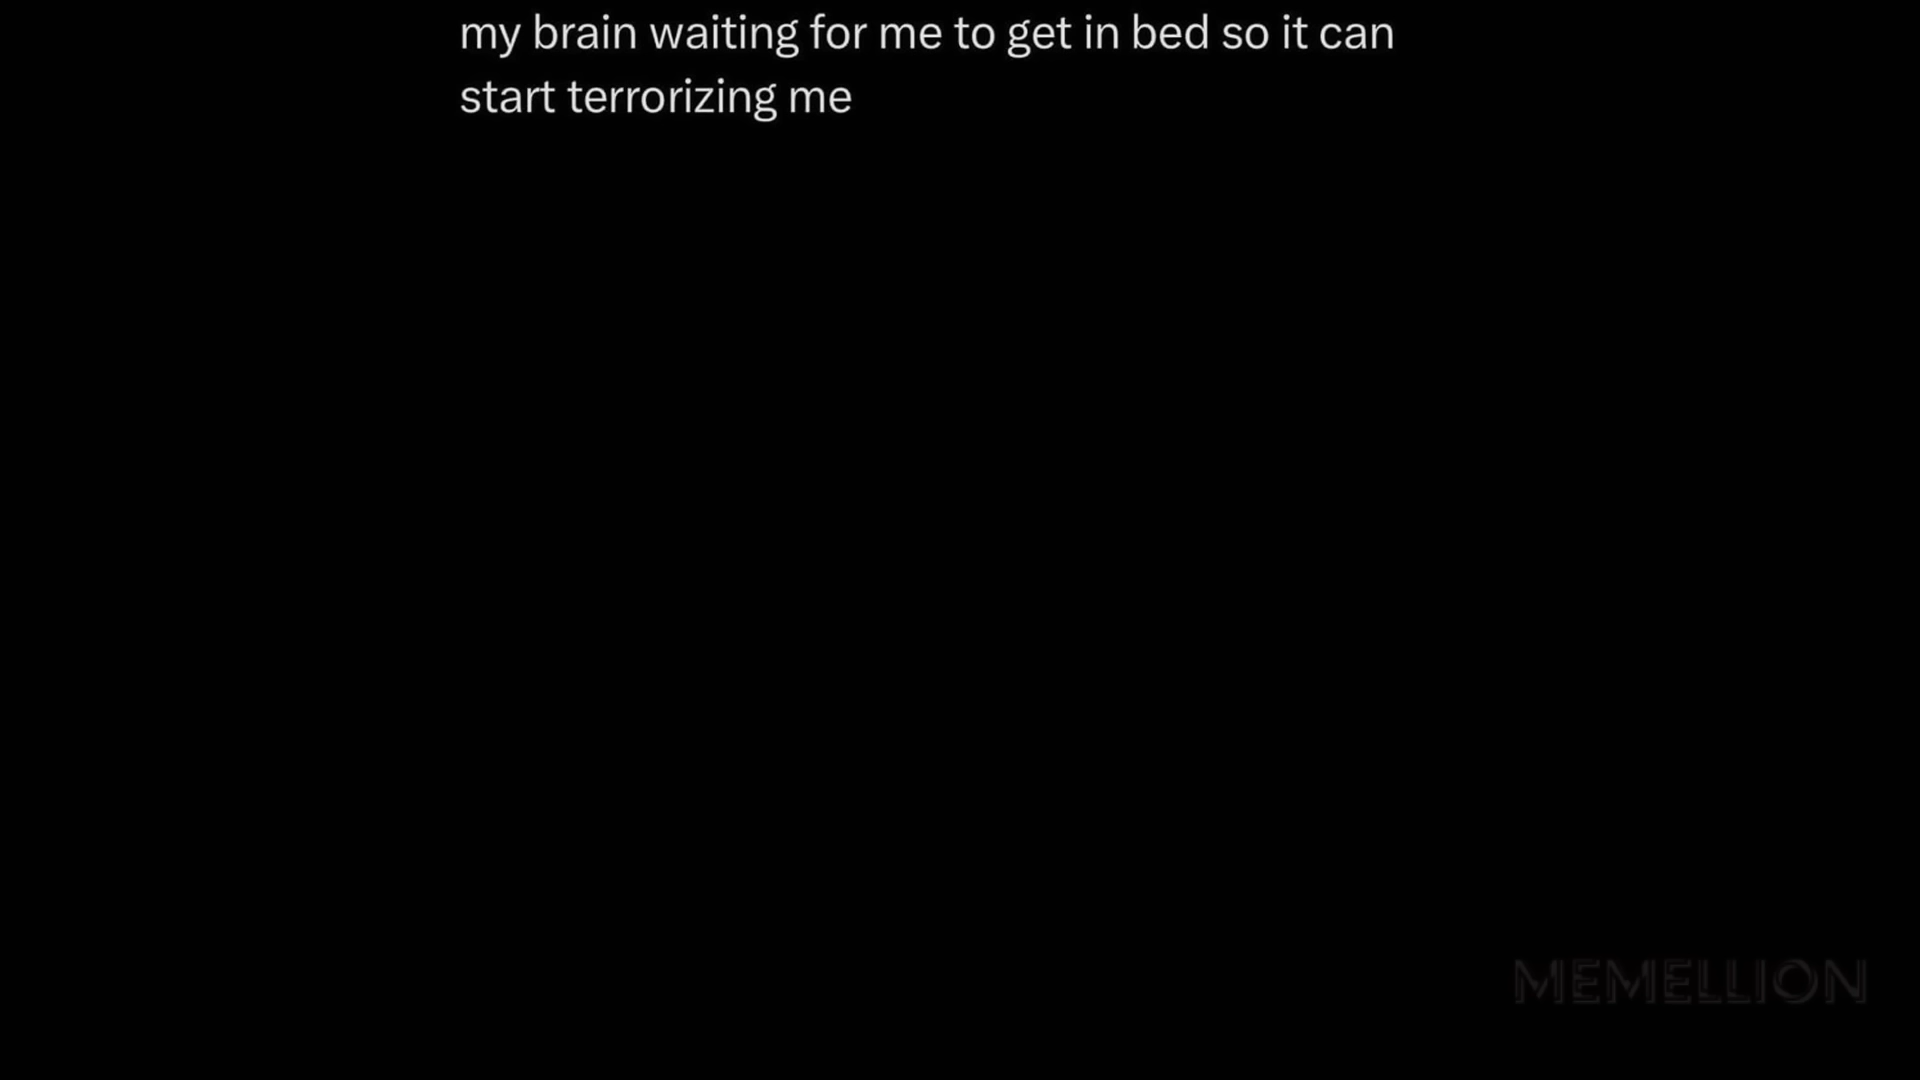 my brain waiting for me to get in bed so it can
start terrorizing me
MEMELLION